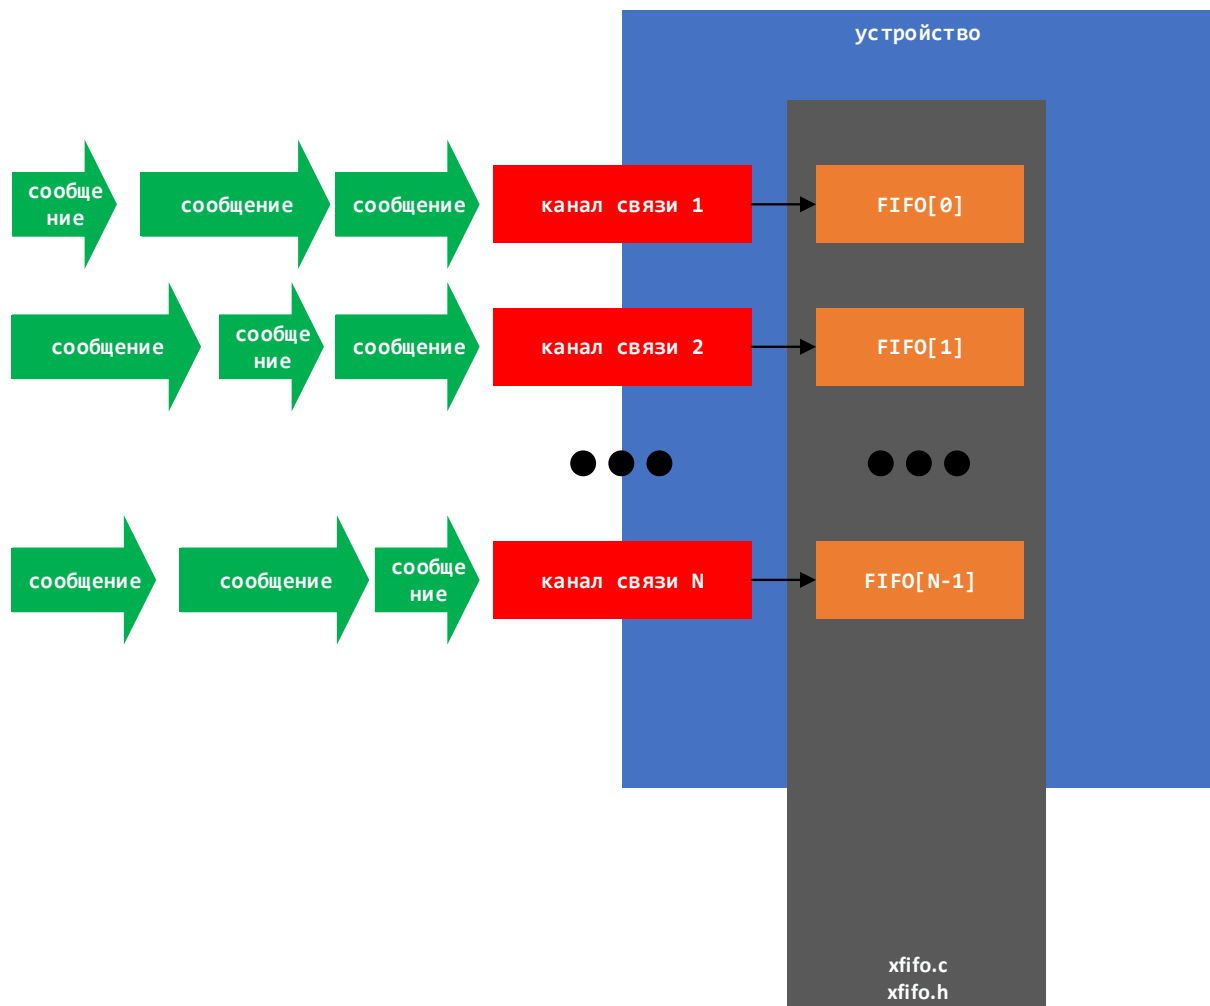 устройство
сообще
ние
сообщение
сообщение
канал связи 1
FIFO[0]
сообщение
сообще
ние
сообщение
канал связи 2
FIFO[1]
сообщение
сообщение
сообще
ние
канал связи N
FIFO[N-1]
xfifo.c
xfifo.h